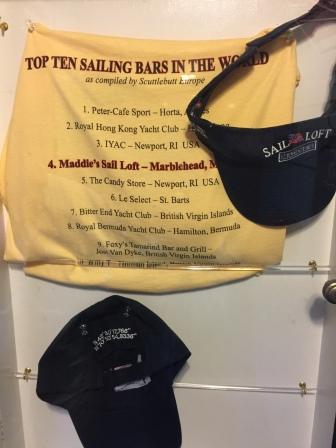 TOP TEN SAILING BARS IN THE WORLD
as compiled by Scuttlebutt Europe
1. Peter-Cafe Sport – Horta,
2. Royal Hong Kong Yacht Club –
3. IYAC – Newport, RI USA
4. Maddie's Sail Loft – Marblehead, M
5. The Candy Store – Newport, RI USA
6. Le Select – St. Barts
7. Bitter End Yacht Club – British Virgin Islands
8. Royal Bermuda Yacht Club – Hamilton, Bermuda
9. Foxy's Tamarind Bar and Grill –
Jost Van Dyke, British Virgin Islands
SAIL LOFT